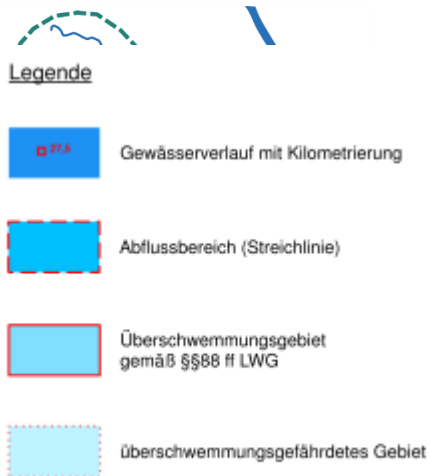 Legende
27,5
Gewässerverlauf mit Kilometrierung
Abflussbereich (Streichlinie)
Überschwemmungsgebiet
gemäß §§88 ff LWG
überschwemmungsgefährdetes Gebiet